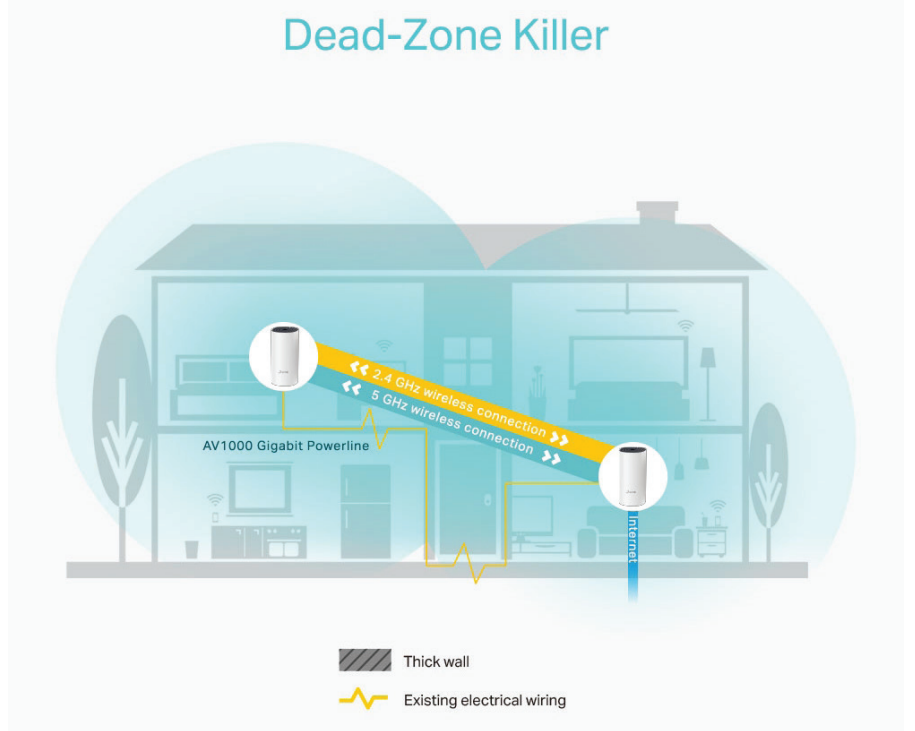 Dead-Zone Killer
2.4 GHz wireless connection
5 GHz wireless connection
AV1000 Gigabit Powerline
Internet
Thick wall
Existing electrical wiring